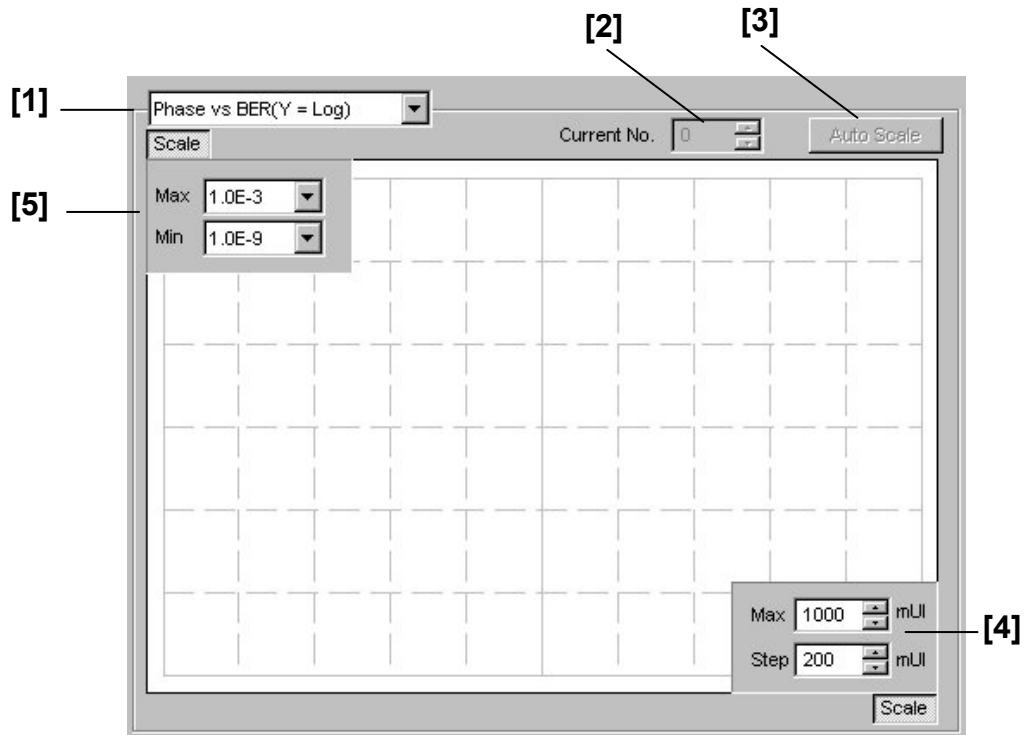 [2]
[3]
[1]
Phase vs BER(Y = Log)
Scale
Current No. 0
Auto Scale
[5]
Max 1.0E-3
Min 1.0E-9
Max 1000 mUI
[4]
Step 200 mUI
Scale